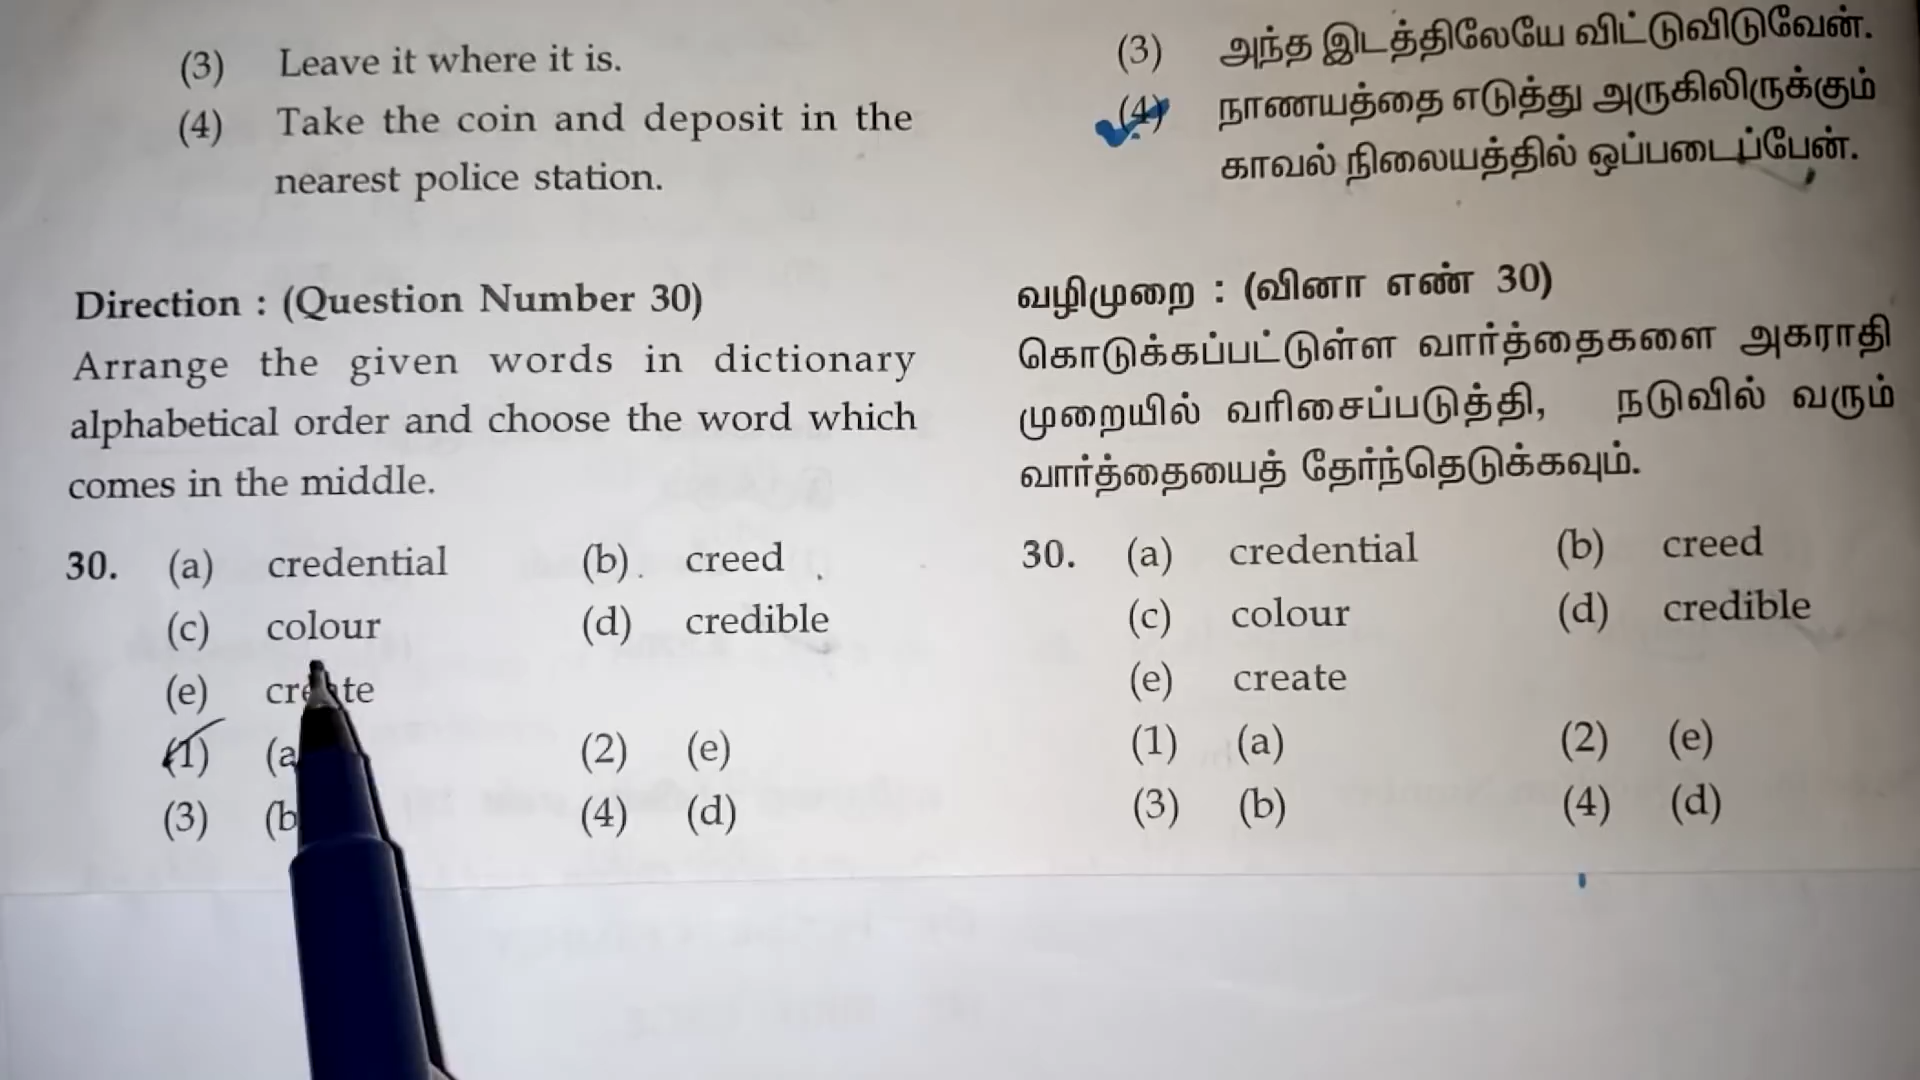 (3) Leave it where it is.
(4) Take the coin and deposit in the
nearest police station.
Direction : (Question Number 30)
Arrange the given words in dictionary
alphabetical order and choose the word which
comes in the middle.
30. (a) credential (b) creed
(c) colour (d) credible
(e)
(1) (a (2) (e)
(3) (b (4) (d)
(3) அந்த இடத்திலேயே விட்டுவிடுவேன்.
(4) நாணயத்தை எடுத்து அருகிலிருக்கும்
காவல் நிலையத்தில் ஒப்படைப்பேன்.
வழிமுறை : (வினா எண் 30)
கொடுக்கப்பட்டுள்ள வார்த்தைகளை அகராதி
முறையில் வரிசைப்படுத்தி, நடுவில் வரும்
வார்த்தையைத் தேர்ந்தெடுக்கவும்.
30. (a) credential (b) creed
(c) colour (d) credible
(e) create
(1) (a) (2) (e)
(3) (b) (4) (d)